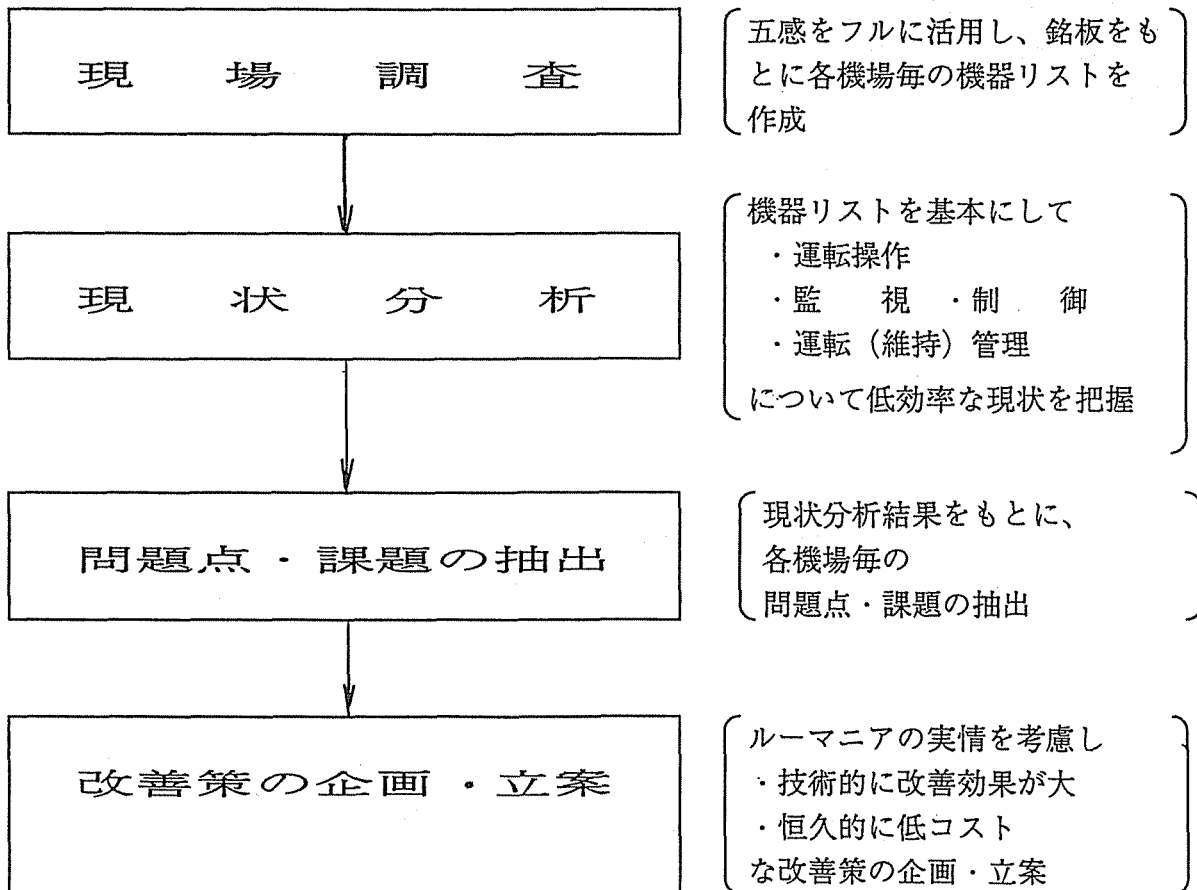 現場調査
五感をフルに活用し、銘板をも
とに各機場毎の機器リストを
作成
現状分析
機器リストを基本にして
・運転操作
・監視・制御
・運転（維持）管理
について低効率な現状を把握
問題点・課題の抽出
現状分析結果をもとに、
各機場毎の
問題点・課題の抽出
改善策の企画・立案
ルーマニアの実情を考慮し
・技術的に改善効果が大
・恒久的に低コスト
な改善策の企画・立案